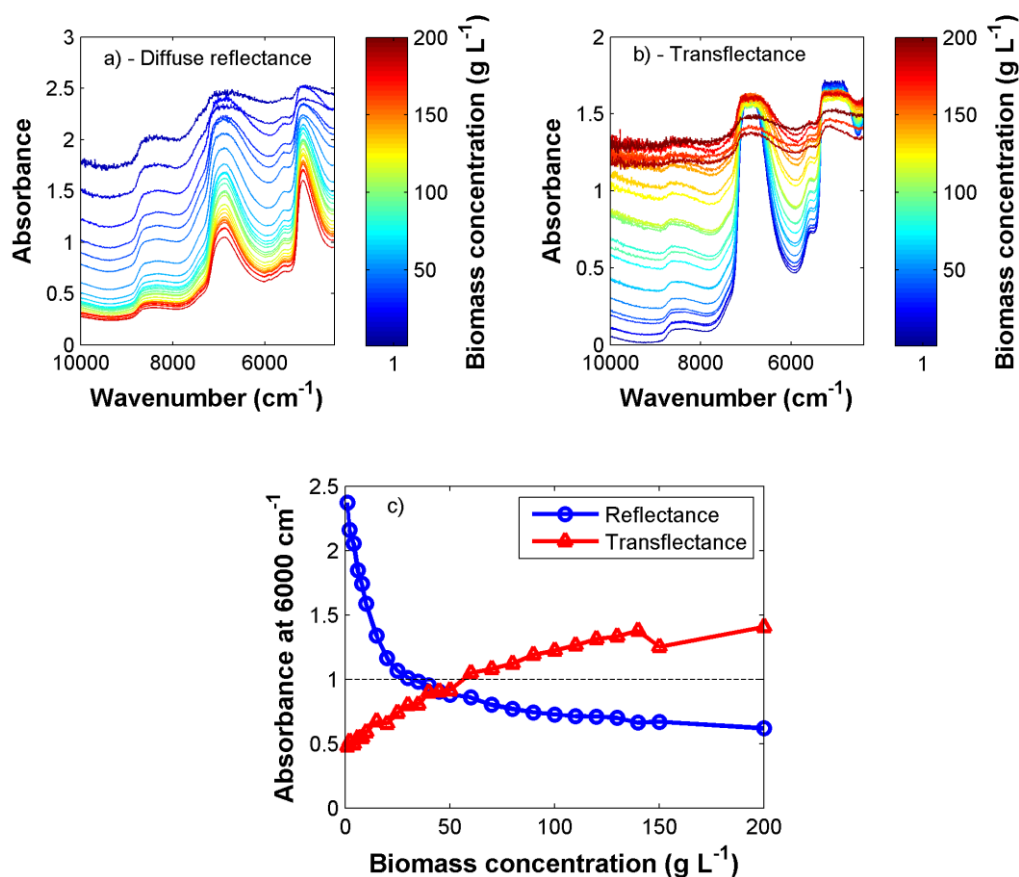 a) - Diffuse reflectance
3
2.5
2
1.5
1
0.5
0
Absorbance
10000 8000 6000
Wavenumber (cm-1)
200
150
100
50
1
Biomass concentration (g L-1)
b) - Transflectance
2
1.5
1
0.5
0
Absorbance
10000 8000 6000
Wavenumber (cm-1)
200
150
100
50
1
Biomass concentration (g L-1)
c)
Reflectance
Transflectance
2.5
2
1.5
1
0.5
0
Absorbance at 6000 cm-1
0 50 100 150 200
Biomass concentration (g L-1)